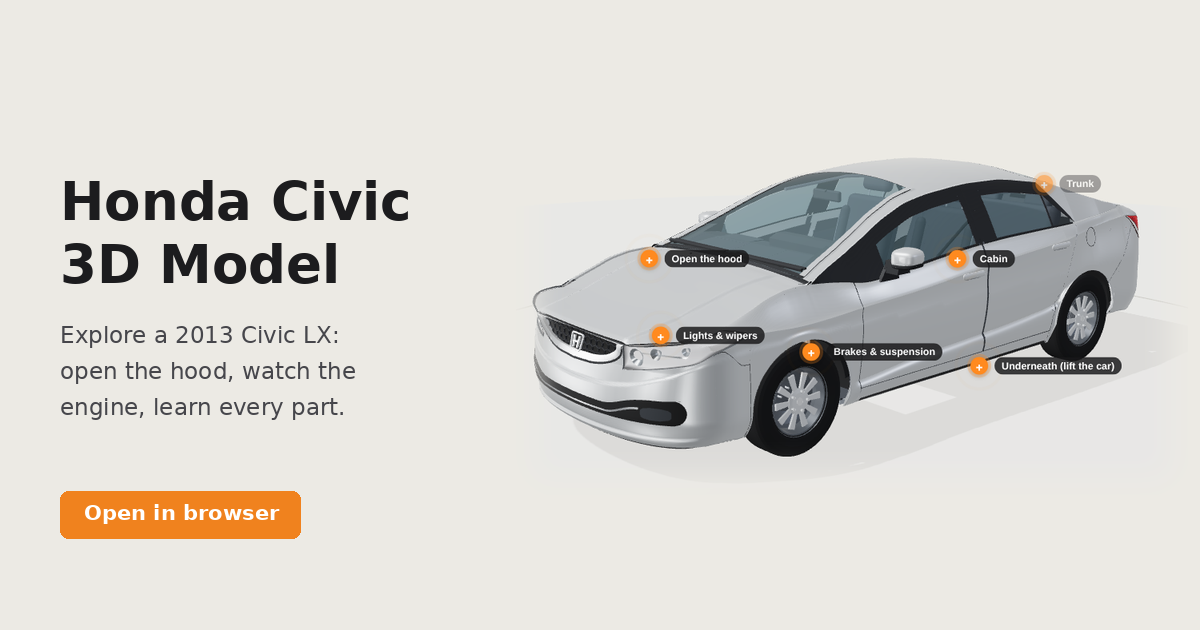 Honda Civic
3D Model
Explore a 2013 Civic LX:
open the hood, watch the
engine, learn every part.
Open in browser
Trunk
Open the hood
Cabin
Lights & wipers
Brakes & suspension
Underneath (lift the car)